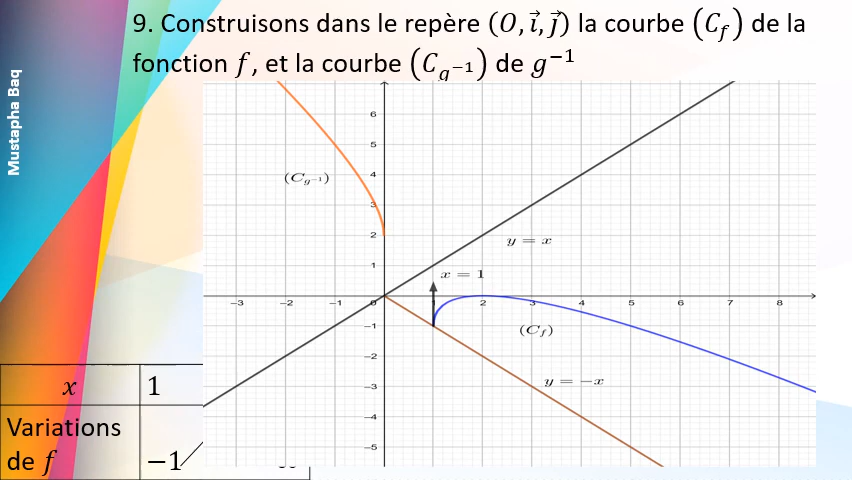 9. Construisons dans le repère (O, i⃗, j⃗) la courbe (C_f) de la
fonction f, et la courbe (C_{g⁻¹}) de g⁻¹
Mustapha Baq
6
5
(C_{g⁻¹})
4
3
2
y = x
1
x = 1
−3 −2 −1 0 1 2 3 4 5 6 7 8
−1
(C_f)
−2
−3
y = −x
−4
−5
x 1
Variations
de f −1